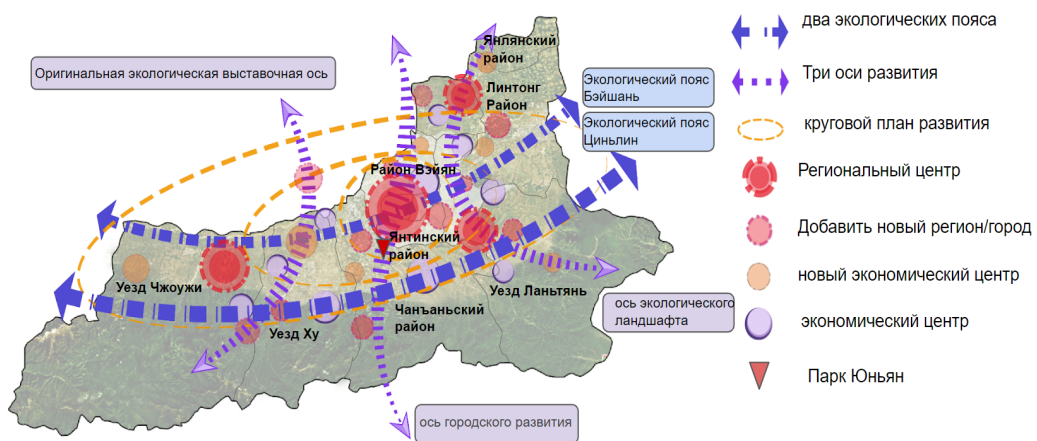 Оригинальная экологическая выставочная ось
Янлянский
район
Линтонг
Район
Экологический пояс
Бэйшань
Экологический пояс
Циньлин
Район Вэйян
Янтинский
район
Уезд Чжоужи
Уезд Ху
Чанъаньский
район
Уезд Ланьтянь
ось экологического
ландшафта
ось городского развития
два экологических пояса
Три оси развития
круговой план развития
Региональный центр
Добавить новый регион/город
новый экономический центр
экономический центр
Парк Юньян